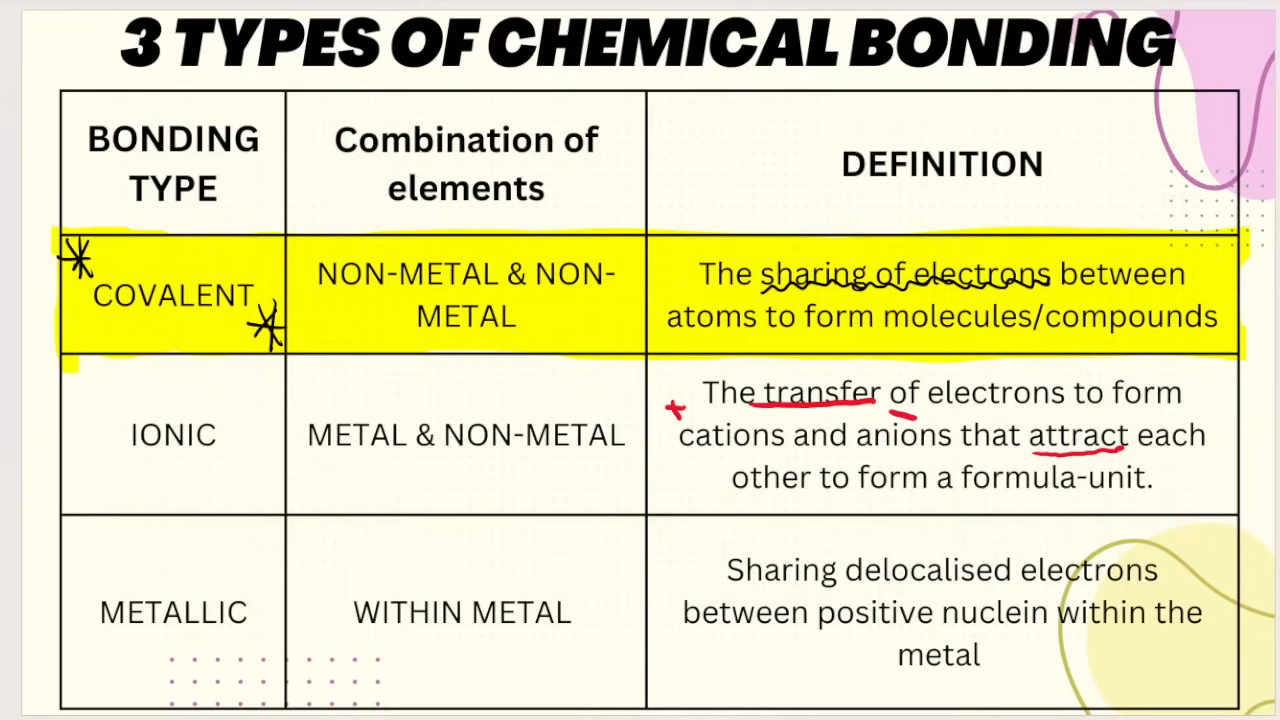 3 TYPES OF CHEMICAL BONDING
BONDING
TYPE
Combination of
elements
DEFINITION
COVALENT
NON-METAL & NON-
METAL
The sharing of electrons between
atoms to form molecules/compounds
IONIC
METAL & NON-METAL
The transfer of electrons to form
cations and anions that attract each
other to form a formula-unit.
METALLIC
WITHIN METAL
Sharing delocalised electrons
between positive nuclein within the
metal